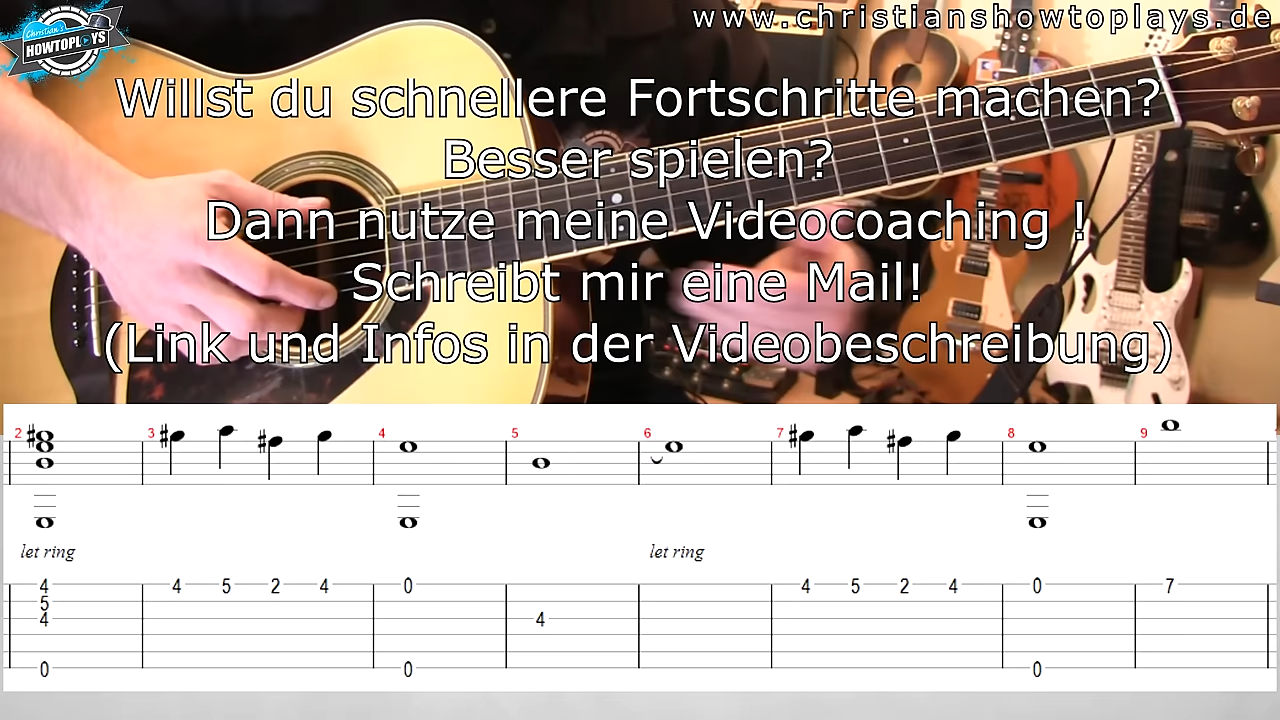 www.christianshowtoplays.de
Christian's
HOWTOPLAYS
Willst du schnellere Fortschritte machen?
Besser spielen?
Dann nutze meine Videocoaching !
Schreibt mir eine Mail!
(Link und Infos in der Videobeschreibung)
2 3 4 5 6 7 8 9
let ring let ring
4 4 5 2 4 0 4 5 2 4 0 7
5
4 4
0 0 0